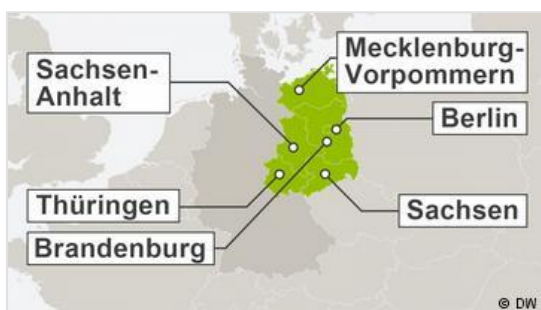 Sachsen-
Anhalt
Mecklenburg-
Vorpommern
Berlin
Thüringen
Sachsen
Brandenburg
© DW